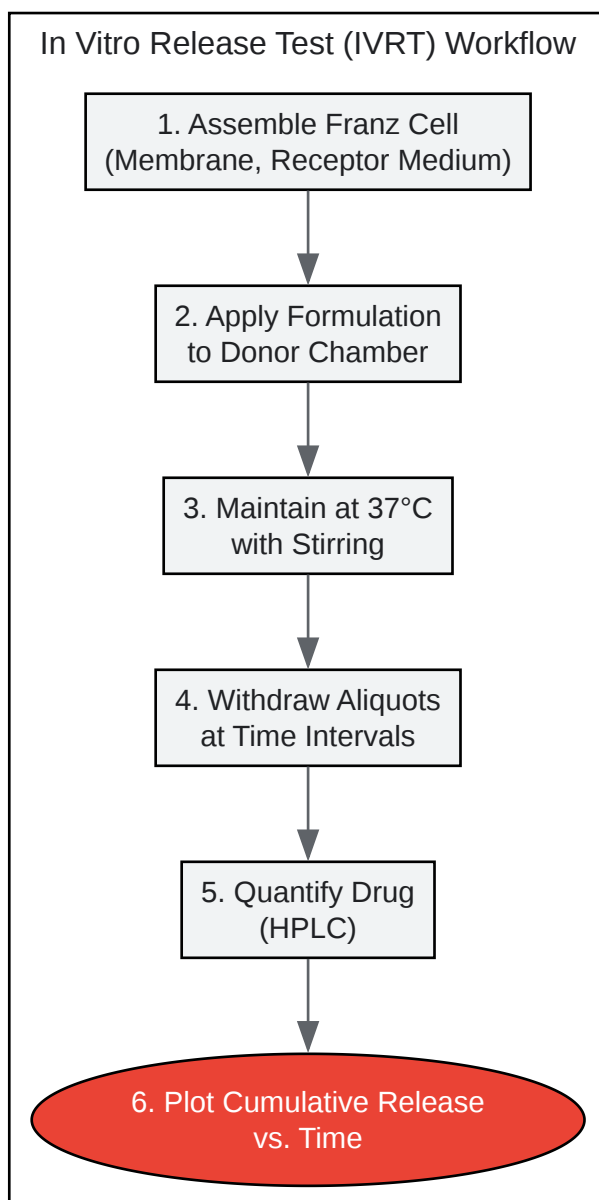 In Vitro Release Test (IVRT) Workflow
1. Assemble Franz Cell
(Membrane, Receptor Medium)
2. Apply Formulation
to Donor Chamber
3. Maintain at 37°C
with Stirring
4. Withdraw Aliquots
at Time Intervals
5. Quantify Drug
(HPLC)
6. Plot Cumulative Release
vs. Time